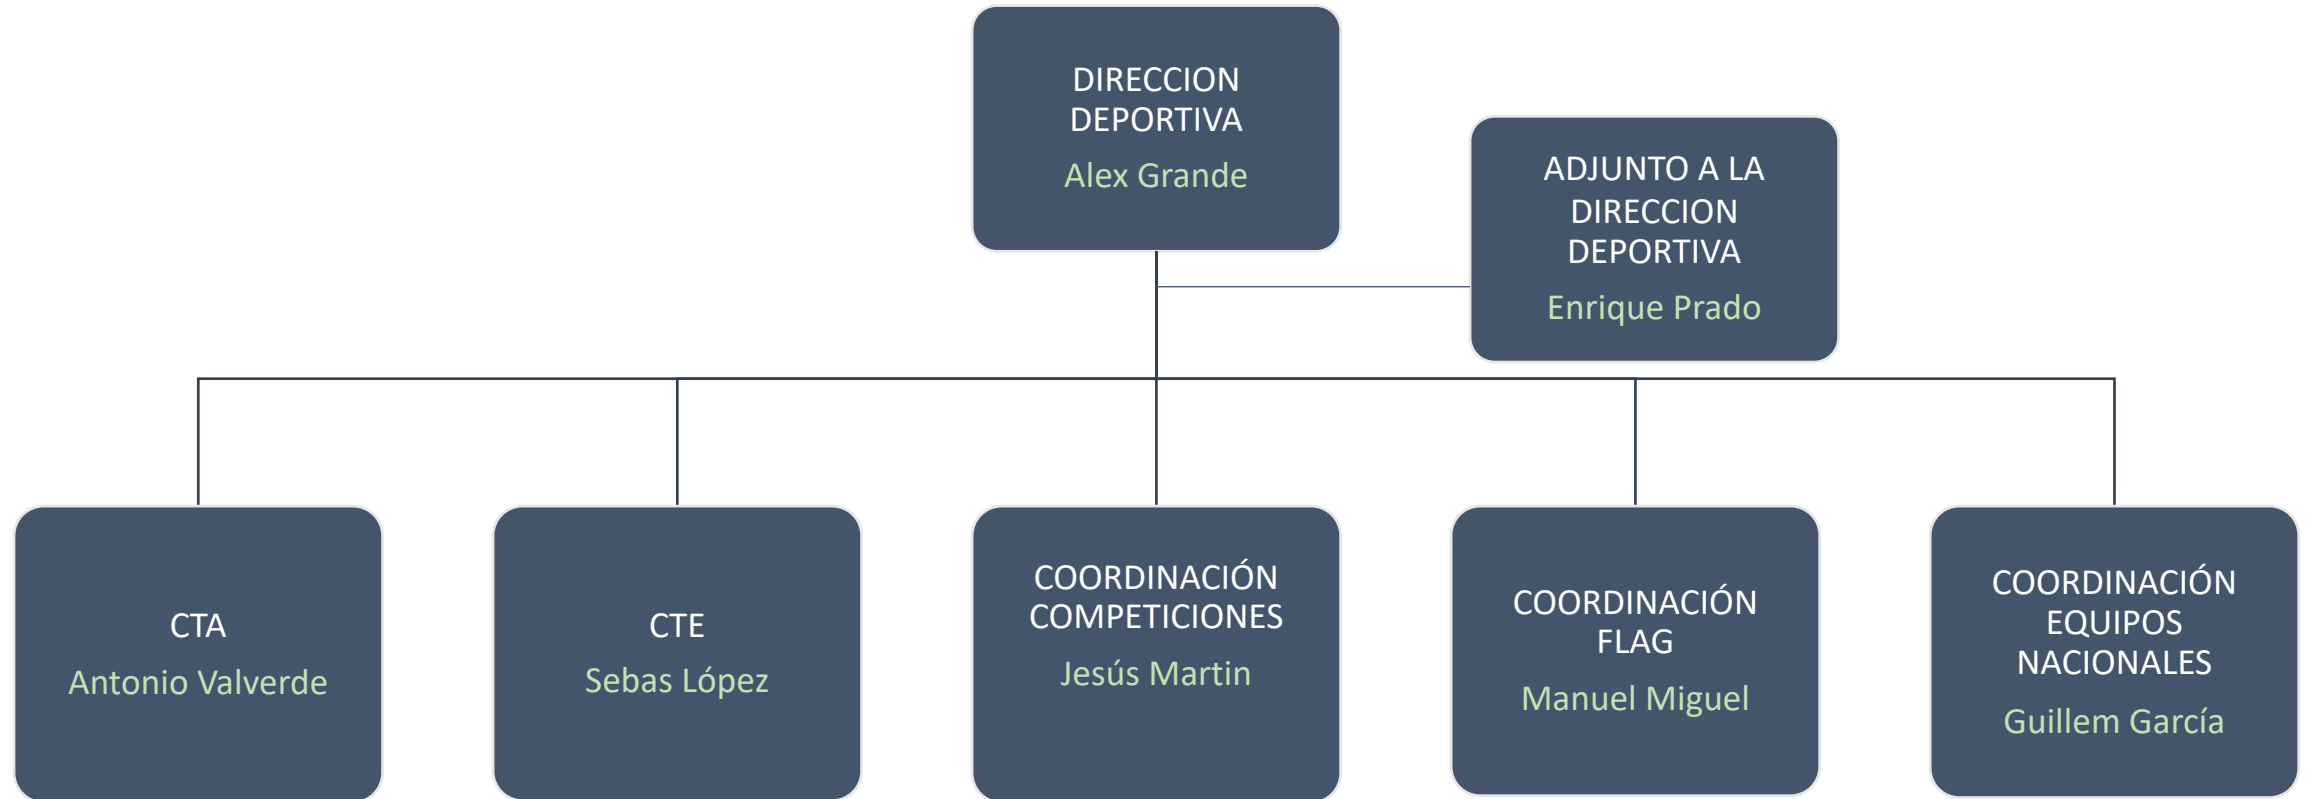 DIRECCION
DEPORTIVA
Alex Grande
ADJUNTO A LA
DIRECCION
DEPORTIVA
Enrique Prado
CTA
Antonio Valverde
CTE
Sebas López
COORDINACIÓN
COMPETICIONES
Jesús Martin
COORDINACIÓN
FLAG
Manuel Miguel
COORDINACIÓN
EQUIPOS
NACIONALES
Guillem García